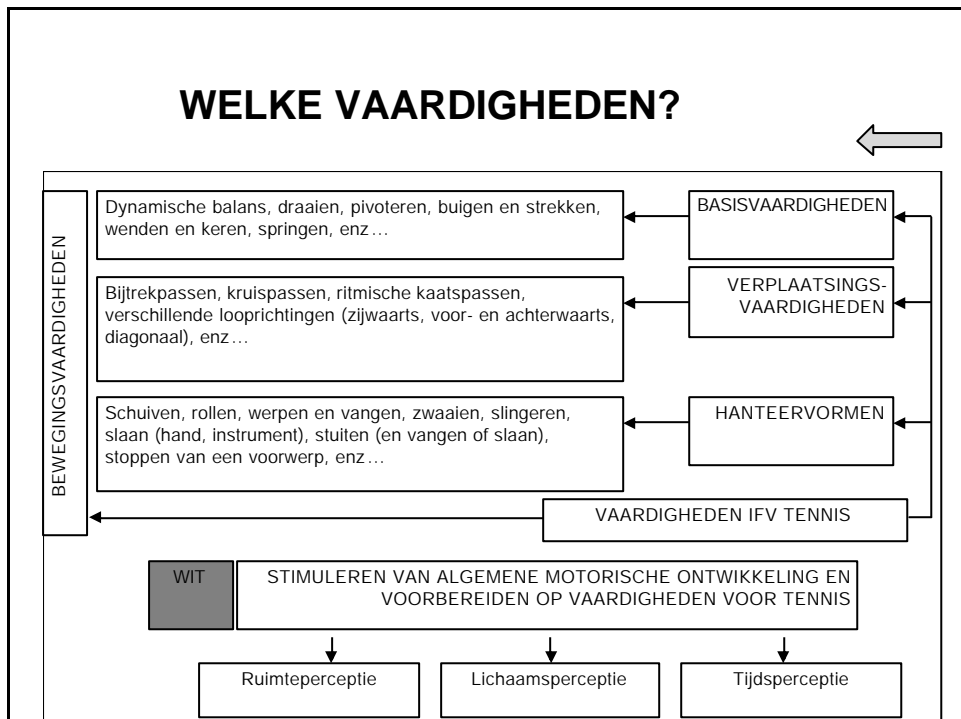 WELKE VAARDIGHEDEN?
BEWEGINGSVAARDIGHEDEN
Dynamische balans, draaien, pivoteren, buigen en strekken,
wenden en keren, springen, enz...
BASISVAARDIGHEDEN
Bijtrekpassen, kruispassen, ritmische kaatspassen,
verschillende looprichtingen (zijwaarts, voor- en achterwaarts,
diagonaal), enz...
VERPLAATSINGS-
VAARDIGHEDEN
Schuiven, rollen, werpen en vangen, zwaaien, slingeren,
slaan (hand, instrument), stuiten (en vangen of slaan),
stoppen van een voorwerp, enz...
HANTEERVORMEN
VAARDIGHEDEN IFV TENNIS
WIT
STIMULEREN VAN ALGEMENE MOTORISCHE ONTWIKKELING EN
VOORBEREIDEN OP VAARDIGHEDEN VOOR TENNIS
Ruimteperceptie
Lichaamsperceptie
Tijdsperceptie